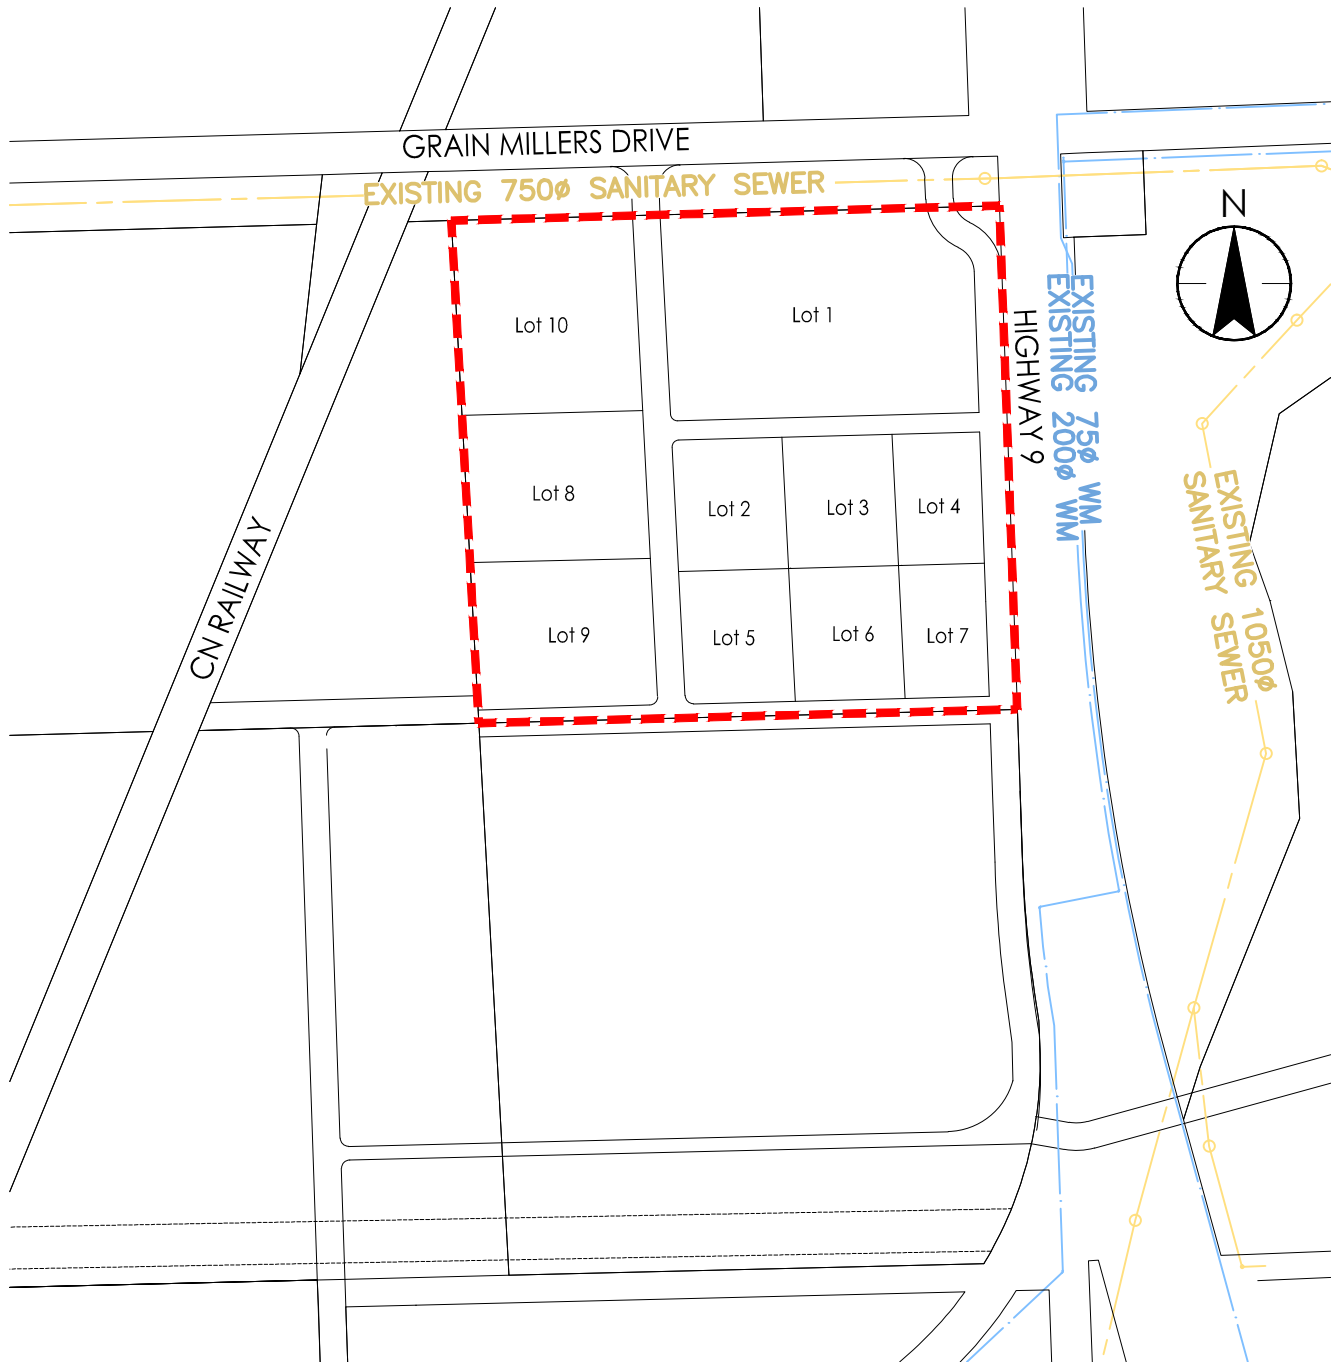 GRAIN MILLERS DRIVE
EXISTING 750ø SANITARY SEWER
N
Lot 10
Lot 1
HIGHWAY 9
EXISTING 75ø WM
EXISTING 200ø WM
Lot 8
Lot 2
Lot 3
Lot 4
EXISTING 1050ø
SANITARY SEWER
CN RAILWAY
Lot 9
Lot 5
Lot 6
Lot 7